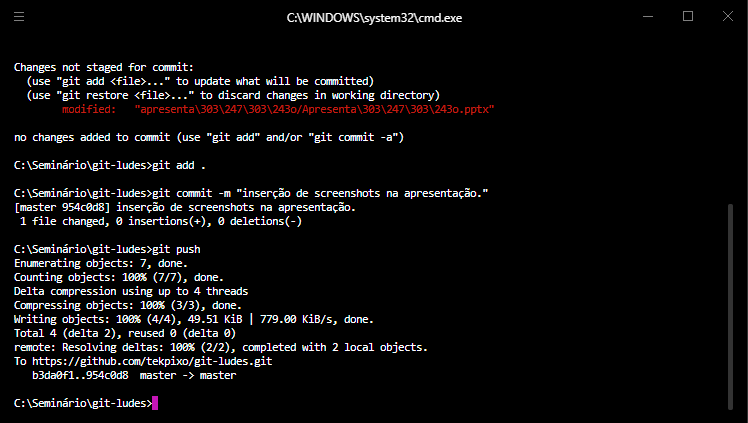 C:\WINDOWS\system32\cmd.exe
Changes not staged for commit:
  (use "git add <file>..." to update what will be committed)
  (use "git restore <file>..." to discard changes in working directory)
        modified:   "apresenta\303\247\303\243o/Apresenta\303\247\303\243o.pptx"
no changes added to commit (use "git add" and/or "git commit -a")
C:\Seminário\git-ludes>git add .
C:\Seminário\git-ludes>git commit -m "inserção de screenshots na apresentação."
[master 954c0d8] inserção de screenshots na apresentação.
 1 file changed, 0 insertions(+), 0 deletions(-)
C:\Seminário\git-ludes>git push
Enumerating objects: 7, done.
Counting objects: 100% (7/7), done.
Delta compression using up to 4 threads
Compressing objects: 100% (3/3), done.
Writing objects: 100% (4/4), 49.51 KiB | 779.00 KiB/s, done.
Total 4 (delta 2), reused 0 (delta 0)
remote: Resolving deltas: 100% (2/2), completed with 2 local objects.
To https://github.com/tekpixo/git-ludes.git
   b3da0f1..954c0d8  master -> master
C:\Seminário\git-ludes>